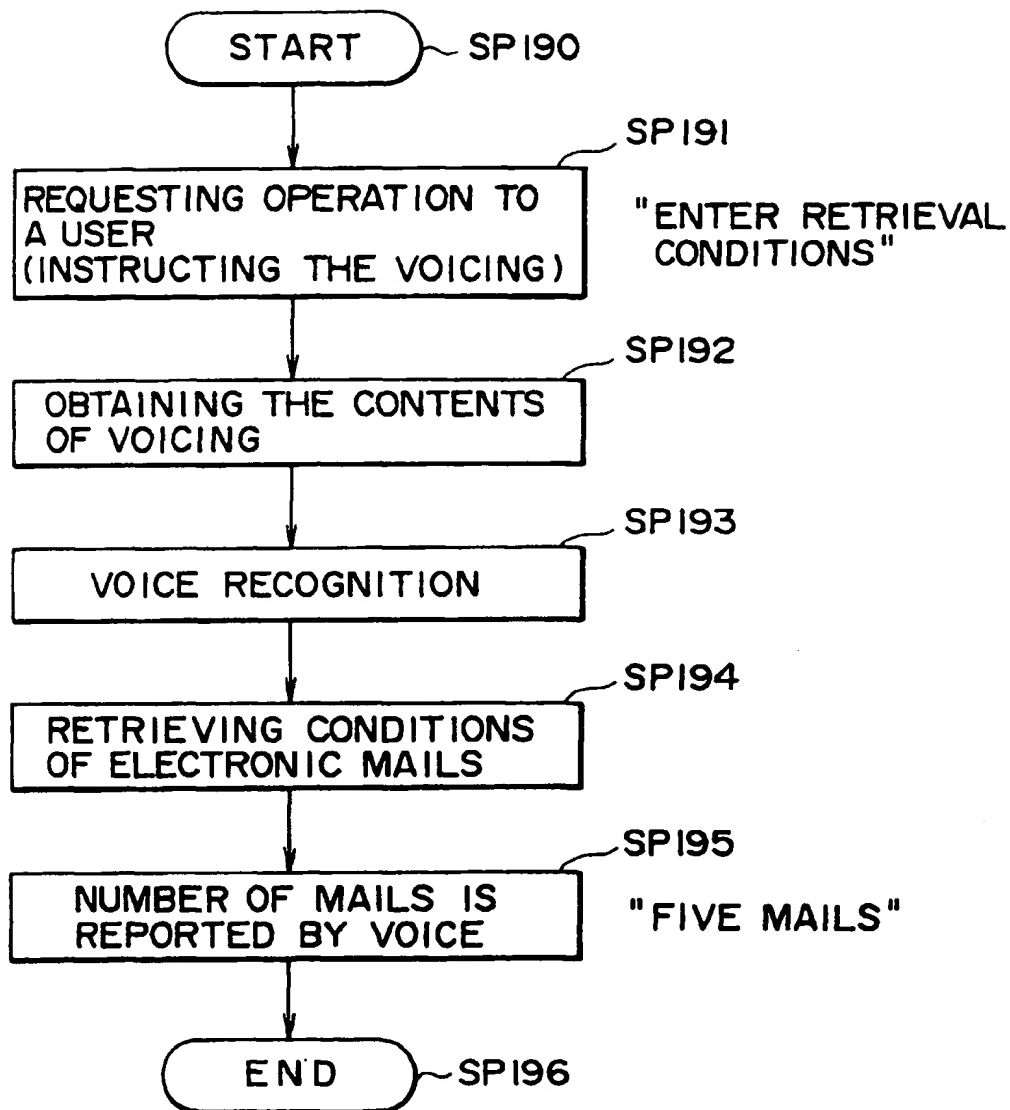 START
SP190
SP191
REQUESTING OPERATION TO
A USER
(INSTRUCTING THE VOICING)
"ENTER RETRIEVAL
CONDITIONS"
SP192
OBTAINING THE CONTENTS
OF VOICING
SP193
VOICE RECOGNITION
SP194
RETRIEVING CONDITIONS
OF ELECTRONIC MAILS
SP195
NUMBER OF MAILS IS
REPORTED BY VOICE
"FIVE MAILS"
END
SP196